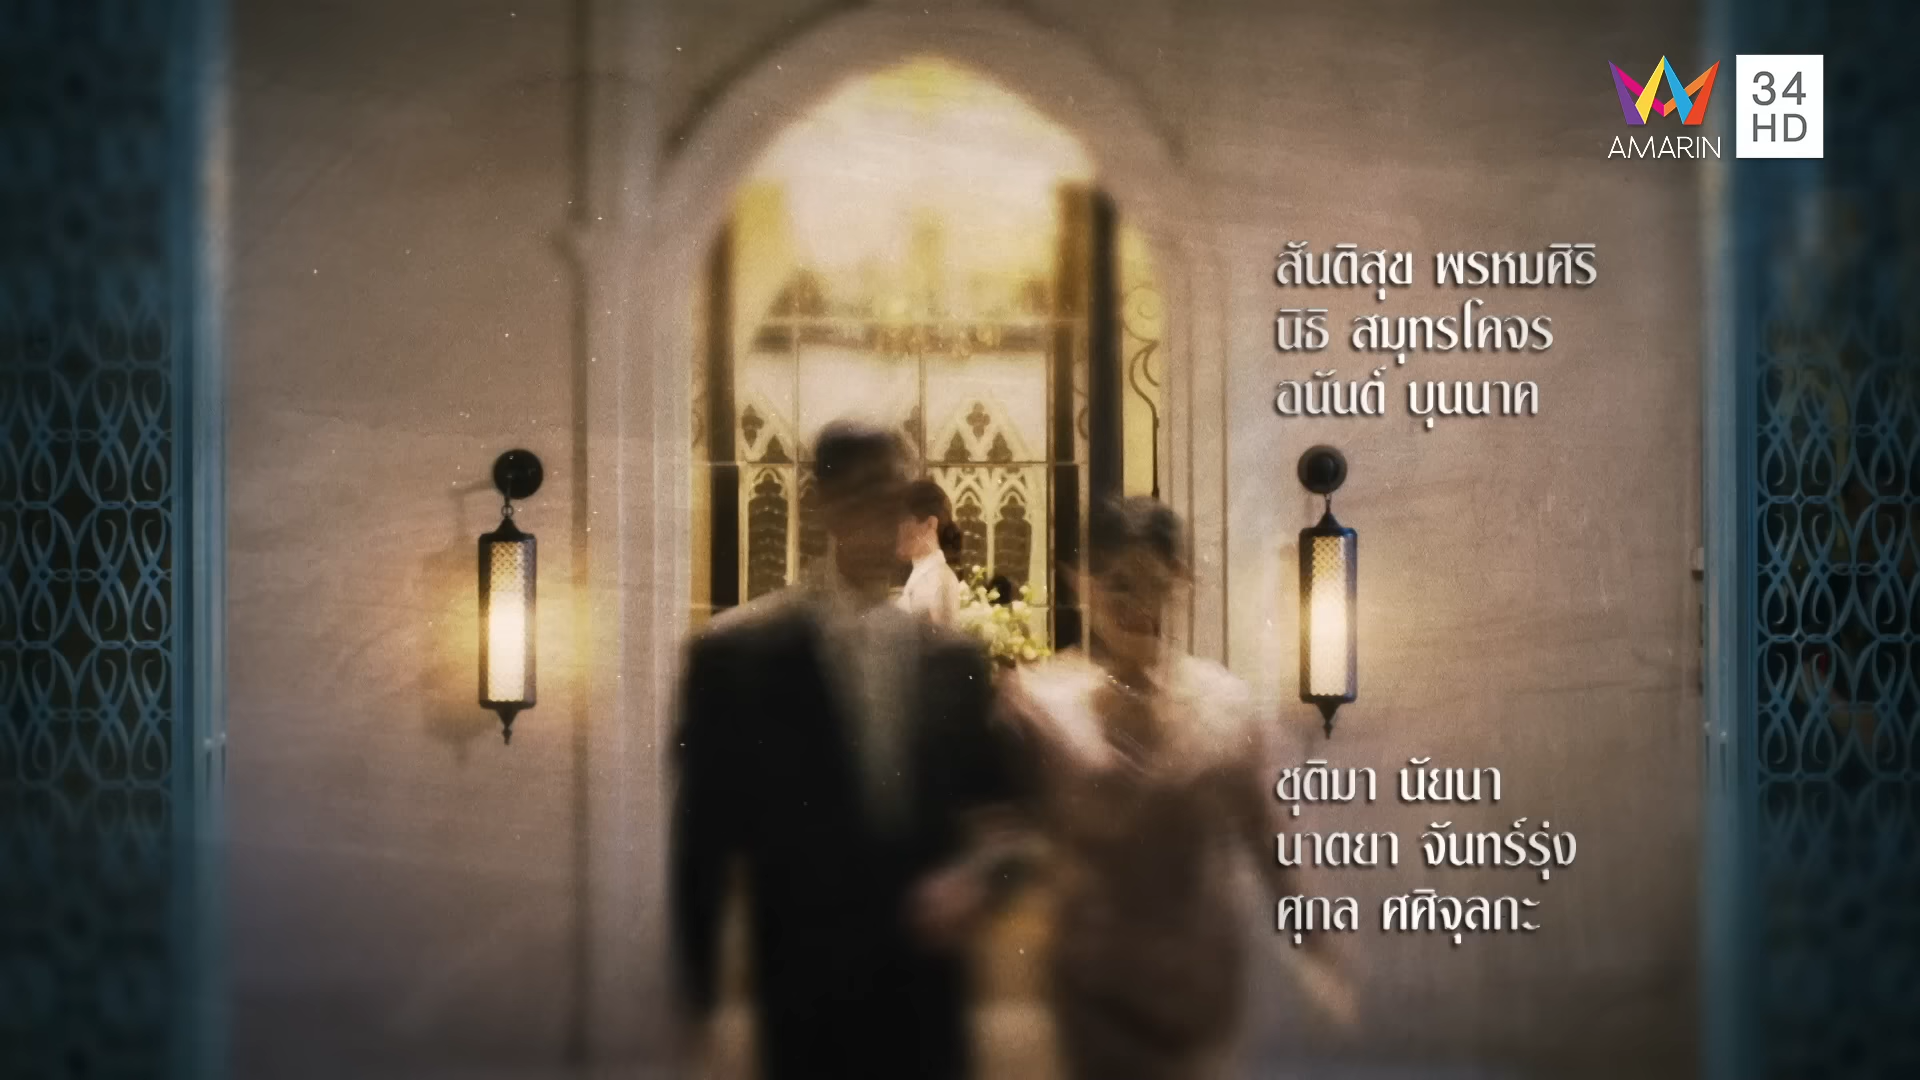 AMARIN
34
HD
สันติสุข พรหมศิริ
นิธิ สมุทรโคจร
อนันต์ บุนนาค
ชุติมา นัยนา
นาตยา จันทร์รุ่ง
ศุกล ศศิจุลกะ